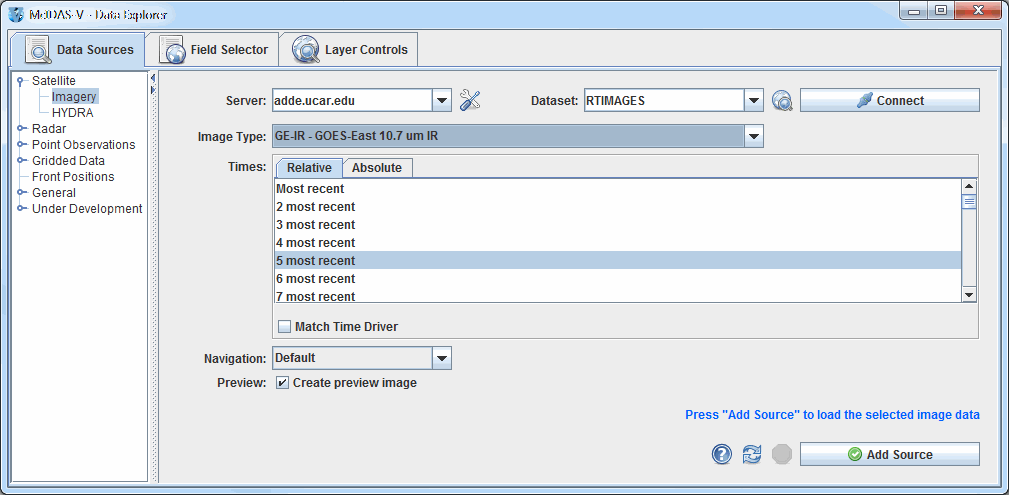 McIDAS-V - Data Explorer
Data Sources Field Selector Layer Controls
Satellite
Imagery
HYDRA
Radar
Point Observations
Gridded Data
Front Positions
General
Under Development
Server: adde.ucar.edu Dataset: RTIMAGES Connect
Image Type: GE-IR - GOES-East 10.7 um IR
Times: Relative Absolute
Most recent
2 most recent
3 most recent
4 most recent
5 most recent
6 most recent
7 most recent
Match Time Driver
Navigation: Default
Preview: Create preview image
Press "Add Source" to load the selected image data
? Add Source